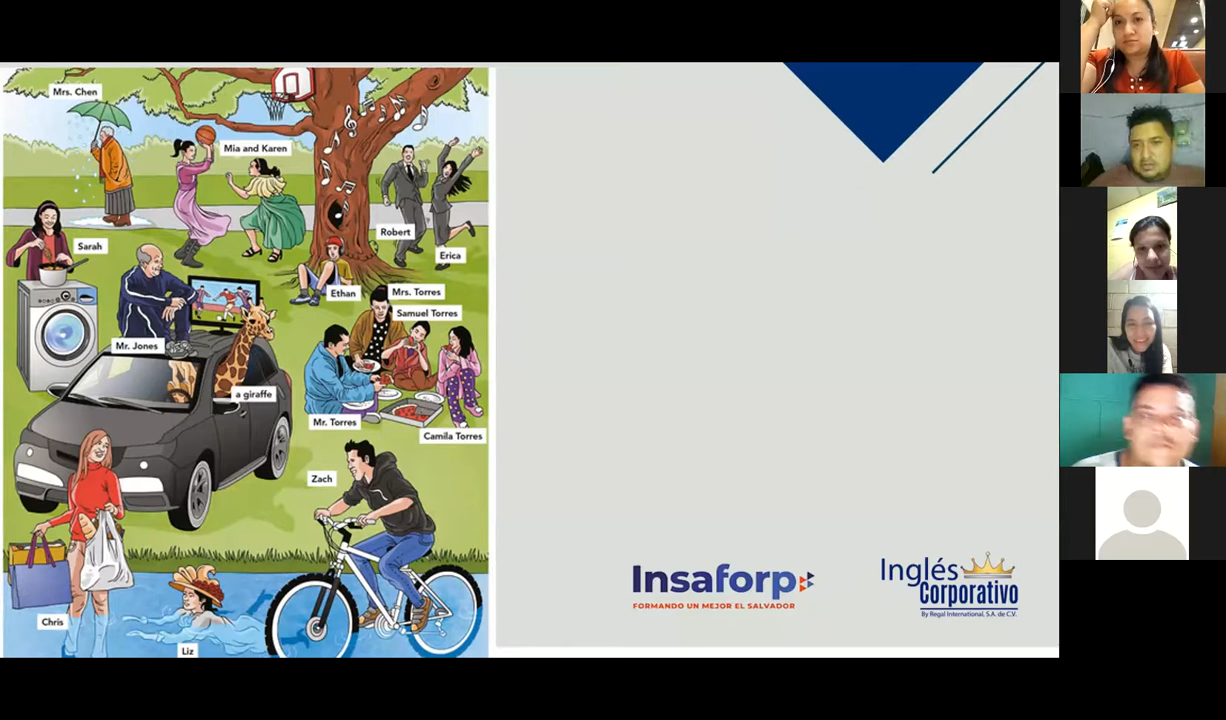 Mrs. Chen
Mia and Karen
Robert
Sarah
Erica
Ethan
Mrs. Torres
Samuel Torres
Mr. Jones
a giraffe
Mr. Torres
Camila Torres
Zach
Chris
Liz
Insaforp
FORMANDO UN MEJOR EL SALVADOR
Inglés
Corporativo
By Regal International, S.A. de C.V.